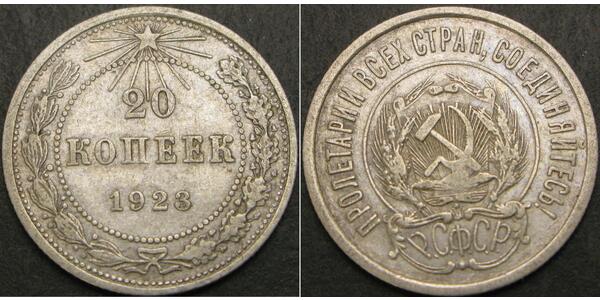 20
КОПЕЕК
1923
ПРОЛЕТАРИИ ВСЕХ СТРАН, СОЕДИНЯЙТЕСЬ!
Р.С.Ф.С.Р.